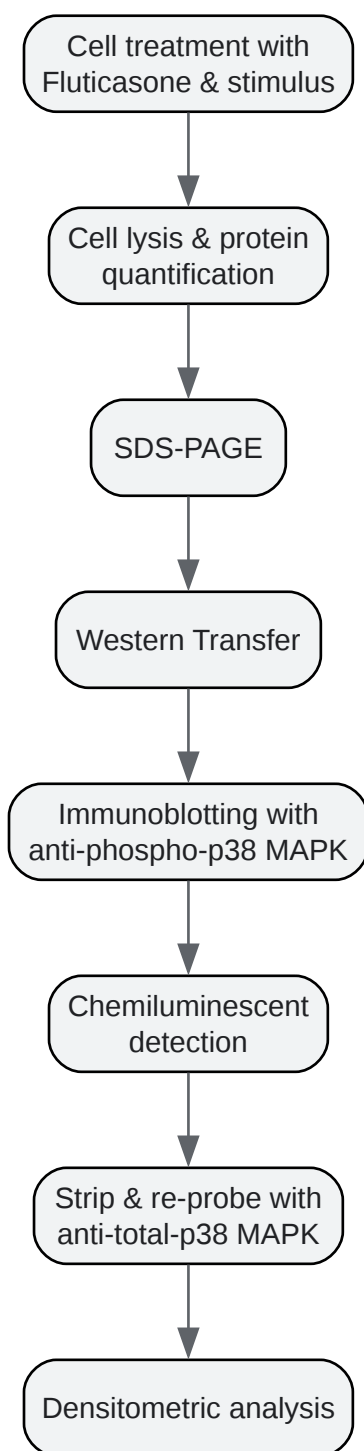 Cell treatment with
Fluticasone & stimulus
Cell lysis & protein
quantification
SDS-PAGE
Western Transfer
Immunoblotting with
anti-phospho-p38 MAPK
Chemiluminescent
detection
Strip & re-probe with
anti-total-p38 MAPK
Densitometric analysis